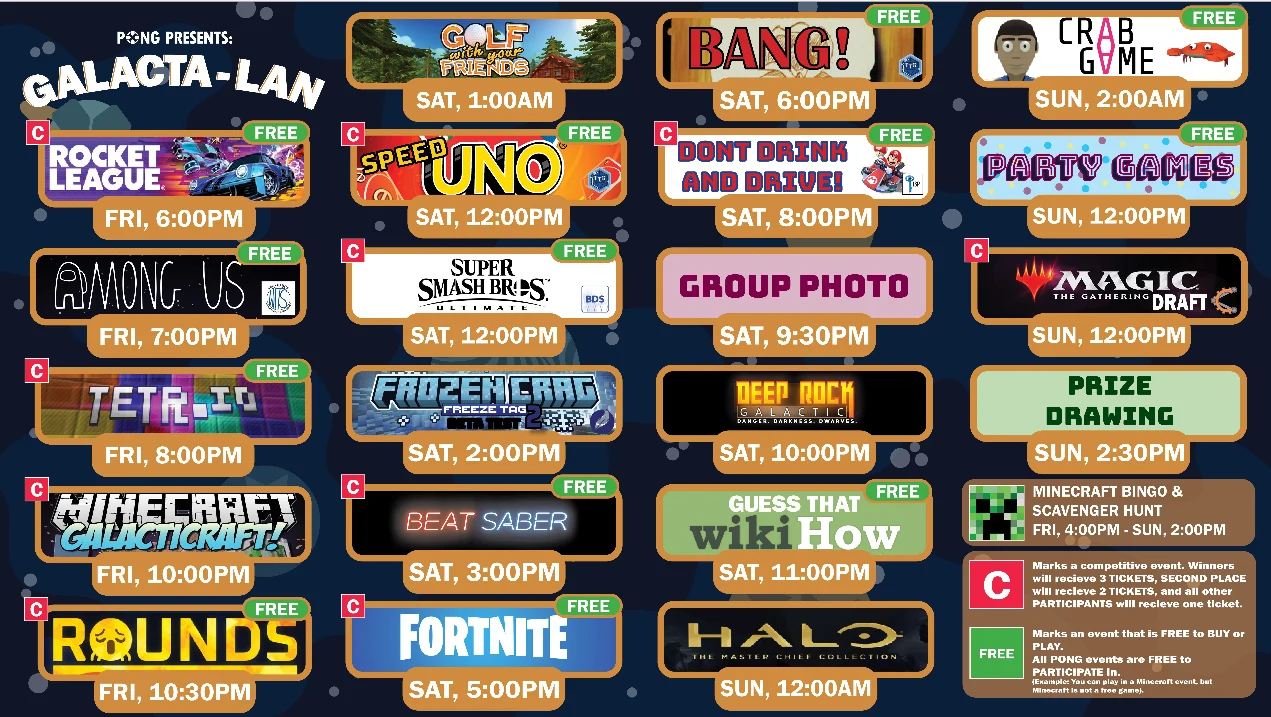 PONG PRESENTS:
GALACTA-LAN
C
FREE
ROCKET
LEAGUE
FRI, 6:00PM
FREE
AMONG US
FRI, 7:00PM
C
FREE
TETR.IO
FRI, 8:00PM
C
MINECRAFT
GALACTICRAFT!
FRI, 10:00PM
C
FREE
ROUNDS
FRI, 10:30PM
GOLF
with your
FRIENDS
SAT, 1:00AM
C
FREE
SPEED
UNO
TTS
SAT, 12:00PM
C
FREE
SUPER
SMASH BROS.
ULTIMATE
BDS
SAT, 12:00PM
FROZEN CRAG
FREEZE TAG 2
BETA TEST
SAT, 2:00PM
C
FREE
BEAT SABER
SAT, 3:00PM
C
FREE
FORTNITE
SAT, 5:00PM
FREE
BANG!
TTS
SAT, 6:00PM
C
FREE
DONT DRINK
AND DRIVE!
SAT, 8:00PM
GROUP PHOTO
SAT, 9:30PM
DEEP ROCK
GALACTIC
DANGER. DARKNESS. DWARVES.
SAT, 10:00PM
FREE
GUESS THAT
wikiHow
SAT, 11:00PM
HALO
THE MASTER CHIEF COLLECTION
SUN, 12:00AM
FREE
CRAB
GAME
SUN, 2:00AM
FREE
PARTY GAMES
SUN, 12:00PM
C
MAGIC
THE GATHERING
DRAFT
SUN, 12:00PM
PRIZE
DRAWING
SUN, 2:30PM
MINECRAFT BINGO &
SCAVENGER HUNT
FRI, 4:00PM - SUN, 2:00PM
C
Marks a competitive event. Winners
will recieve 3 TICKETS, SECOND PLACE
will recieve 2 TICKETS, and all other
PARTICIPANTS will recieve one ticket.
FREE
Marks an event that is FREE to BUY or
PLAY.
All PONG events are FREE to
PARTICIPATE in.
(Example: You can play in a Minecraft event, but
Minecraft is not a free game).